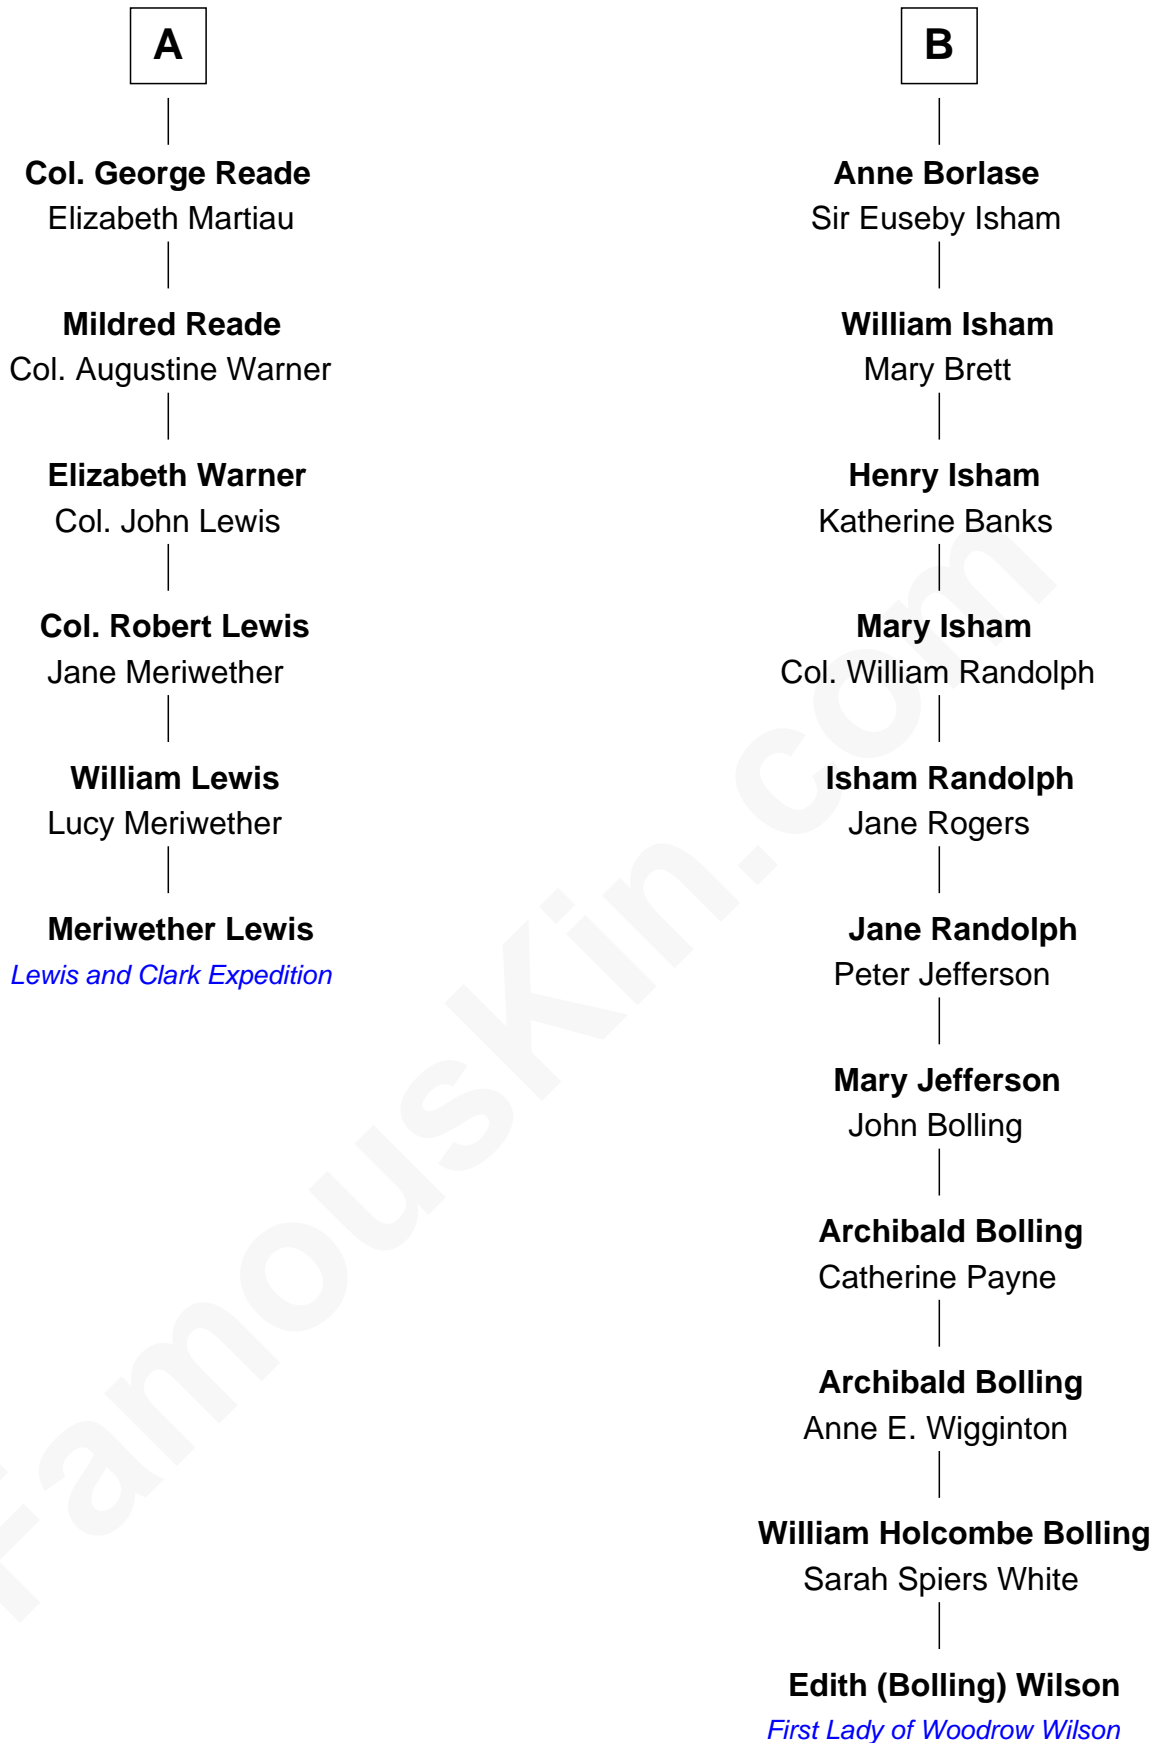 A
Col. George Reade
Elizabeth Martiau
Mildred Reade
Col. Augustine Warner
Elizabeth Warner
Col. John Lewis
Col. Robert Lewis
Jane Meriwether
William Lewis
Lucy Meriwether
Meriwether Lewis
Lewis and Clark Expedition
B
Anne Borlase
Sir Euseby Isham
William Isham
Mary Brett
Henry Isham
Katherine Banks
Mary Isham
Col. William Randolph
Isham Randolph
Jane Rogers
Jane Randolph
Peter Jefferson
Mary Jefferson
John Bolling
Archibald Bolling
Catherine Payne
Archibald Bolling
Anne E. Wigginton
William Holcombe Bolling
Sarah Spiers White
Edith (Bolling) Wilson
First Lady of Woodrow Wilson
FamousKin.com